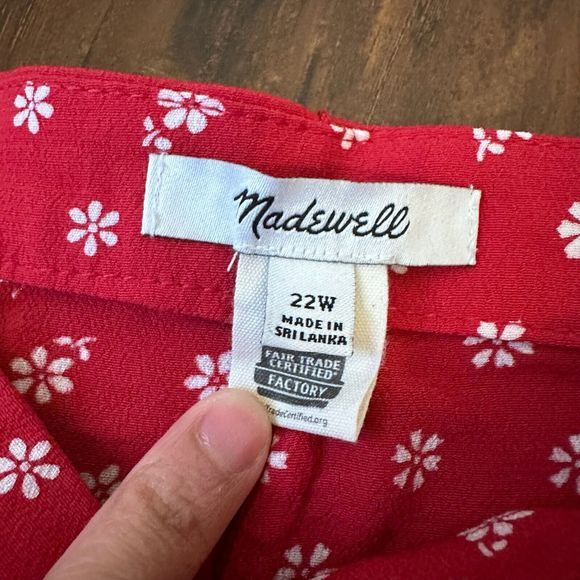 Madewell
22W
MADE IN
SRI LANKA
FAIR TRADE
CERTIFIED
FACTORY
tradecertified.org